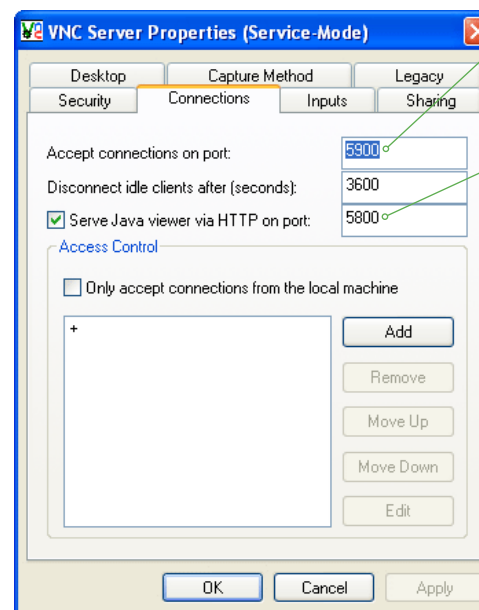 VNC Server Properties (Service-Mode)
Desktop Capture Method Legacy
Security Connections Inputs Sharing
Accept connections on port: 5900
Disconnect idle clients after (seconds): 3600
Serve Java viewer via HTTP on port: 5800
Access Control
Only accept connections from the local machine
+
Add
Remove
Move Up
Move Down
Edit
OK Cancel Apply